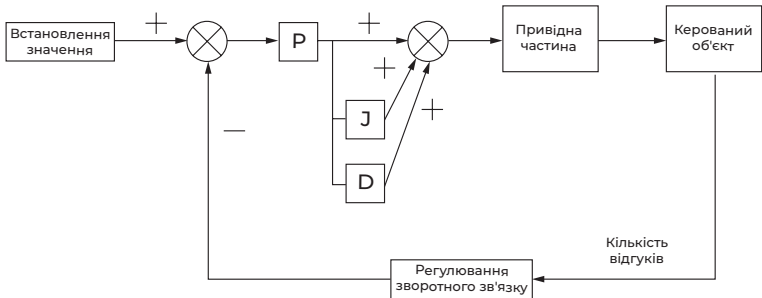 Встановлення
значення
+
P
+
+
+
J
D
—
Привідна
частина
Керований
об'єкт
Кількість
відгуків
Регулювання
зворотного зв'язку